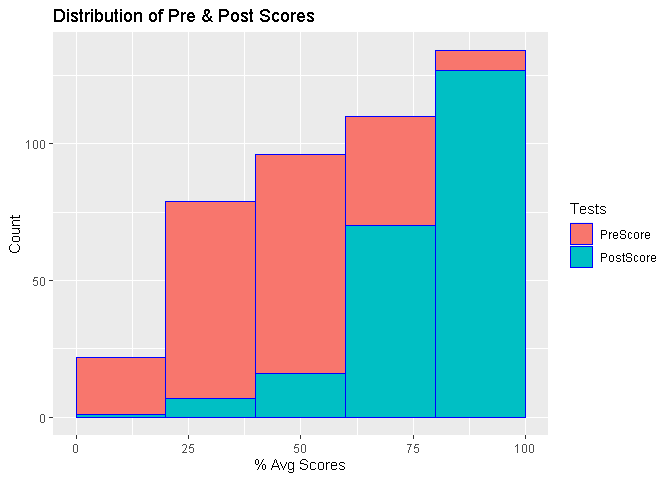 Distribution of Pre & Post Scores
Count
100
50
0
0 25 50 75 100
% Avg Scores
Tests
PreScore
PostScore